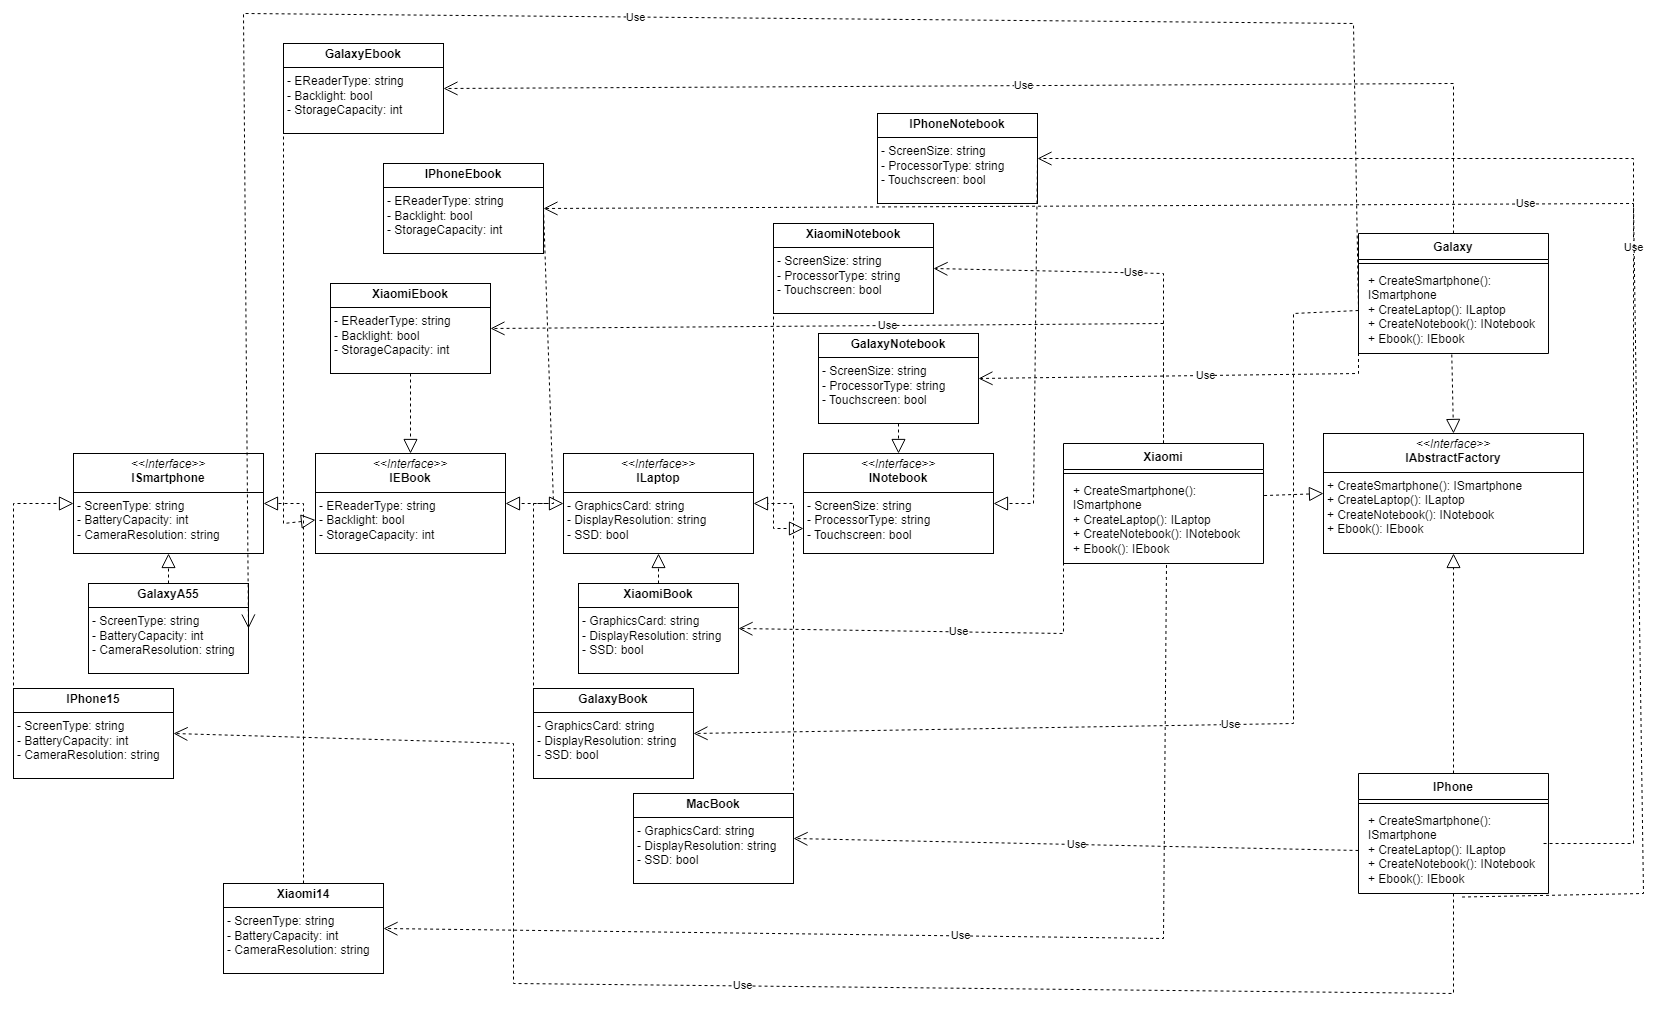 Use
GalaxyEbook
- EReaderType: string
- Backlight: bool
- StorageCapacity: int
Use
IPhoneNotebook
- ScreenSize: string
- ProcessorType: string
- Touchscreen: bool
IPhoneEbook
- EReaderType: string
- Backlight: bool
- StorageCapacity: int
Use
XiaomiNotebook
- ScreenSize: string
- ProcessorType: string
- Touchscreen: bool
Use
Galaxy
+ CreateSmartphone():
ISmartphone
+ CreateLaptop(): ILaptop
+ CreateNotebook(): INotebook
+ Ebook(): IEbook
Use
XiaomiEbook
- EReaderType: string
- Backlight: bool
- StorageCapacity: int
Use
GalaxyNotebook
- ScreenSize: string
- ProcessorType: string
- Touchscreen: bool
Use
<<Interface>>
ISmartphone
- ScreenType: string
- BatteryCapacity: int
- CameraResolution: string
<<Interface>>
IEBook
- EReaderType: string
- Backlight: bool
- StorageCapacity: int
<<Interface>>
ILaptop
- GraphicsCard: string
- DisplayResolution: string
- SSD: bool
<<Interface>>
INotebook
- ScreenSize: string
- ProcessorType: string
- Touchscreen: bool
Xiaomi
+ CreateSmartphone():
ISmartphone
+ CreateLaptop(): ILaptop
+ CreateNotebook(): INotebook
+ Ebook(): IEbook
<<Interface>>
IAbstractFactory
+ CreateSmartphone(): ISmartphone
+ CreateLaptop(): ILaptop
+ CreateNotebook(): INotebook
+ Ebook(): IEbook
GalaxyA55
- ScreenType: string
- BatteryCapacity: int
- CameraResolution: string
XiaomiBook
- GraphicsCard: string
- DisplayResolution: string
- SSD: bool
Use
IPhone15
- ScreenType: string
- BatteryCapacity: int
- CameraResolution: string
GalaxyBook
- GraphicsCard: string
- DisplayResolution: string
- SSD: bool
Use
MacBook
- GraphicsCard: string
- DisplayResolution: string
- SSD: bool
Use
IPhone
+ CreateSmartphone():
ISmartphone
+ CreateLaptop(): ILaptop
+ CreateNotebook(): INotebook
+ Ebook(): IEbook
Xiaomi14
- ScreenType: string
- BatteryCapacity: int
- CameraResolution: string
Use
Use